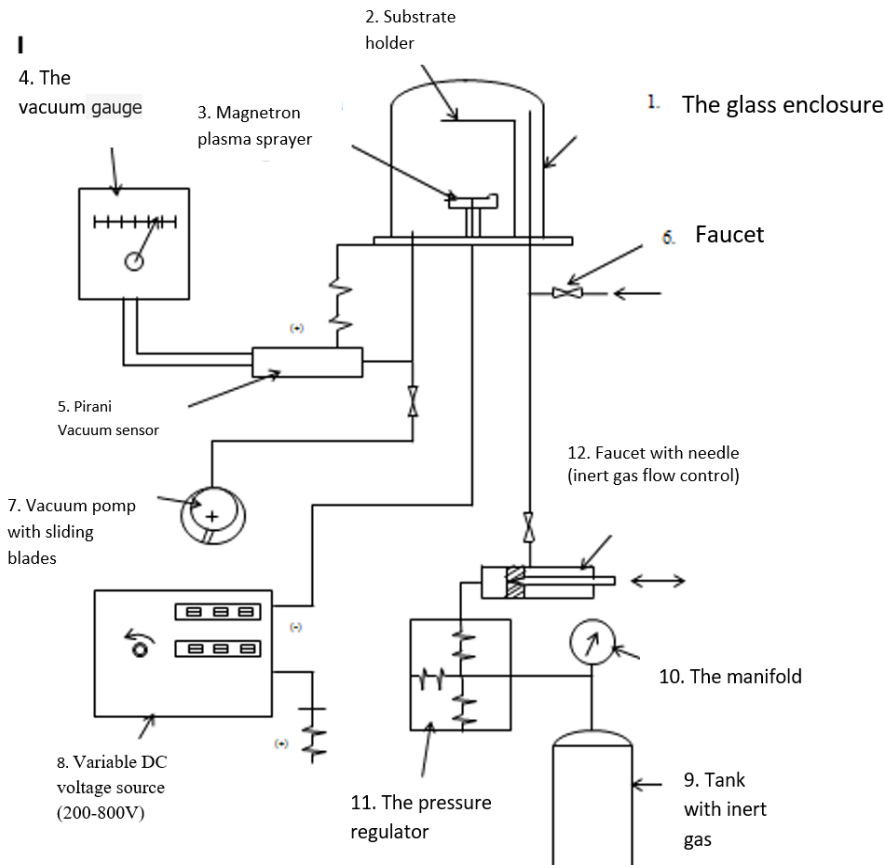 I
2. Substrate
holder
4. The
vacuum gauge
3. Magnetron
plasma sprayer
1. The glass enclosure
6. Faucet
(+)
5. Pirani
Vacuum sensor
12. Faucet with needle
(inert gas flow control)
7. Vacuum pomp
with sliding
blades
(-)
10. The manifold
(+)
8. Variable DC
voltage source
(200-800V)
11. The pressure
regulator
9. Tank
with inert
gas